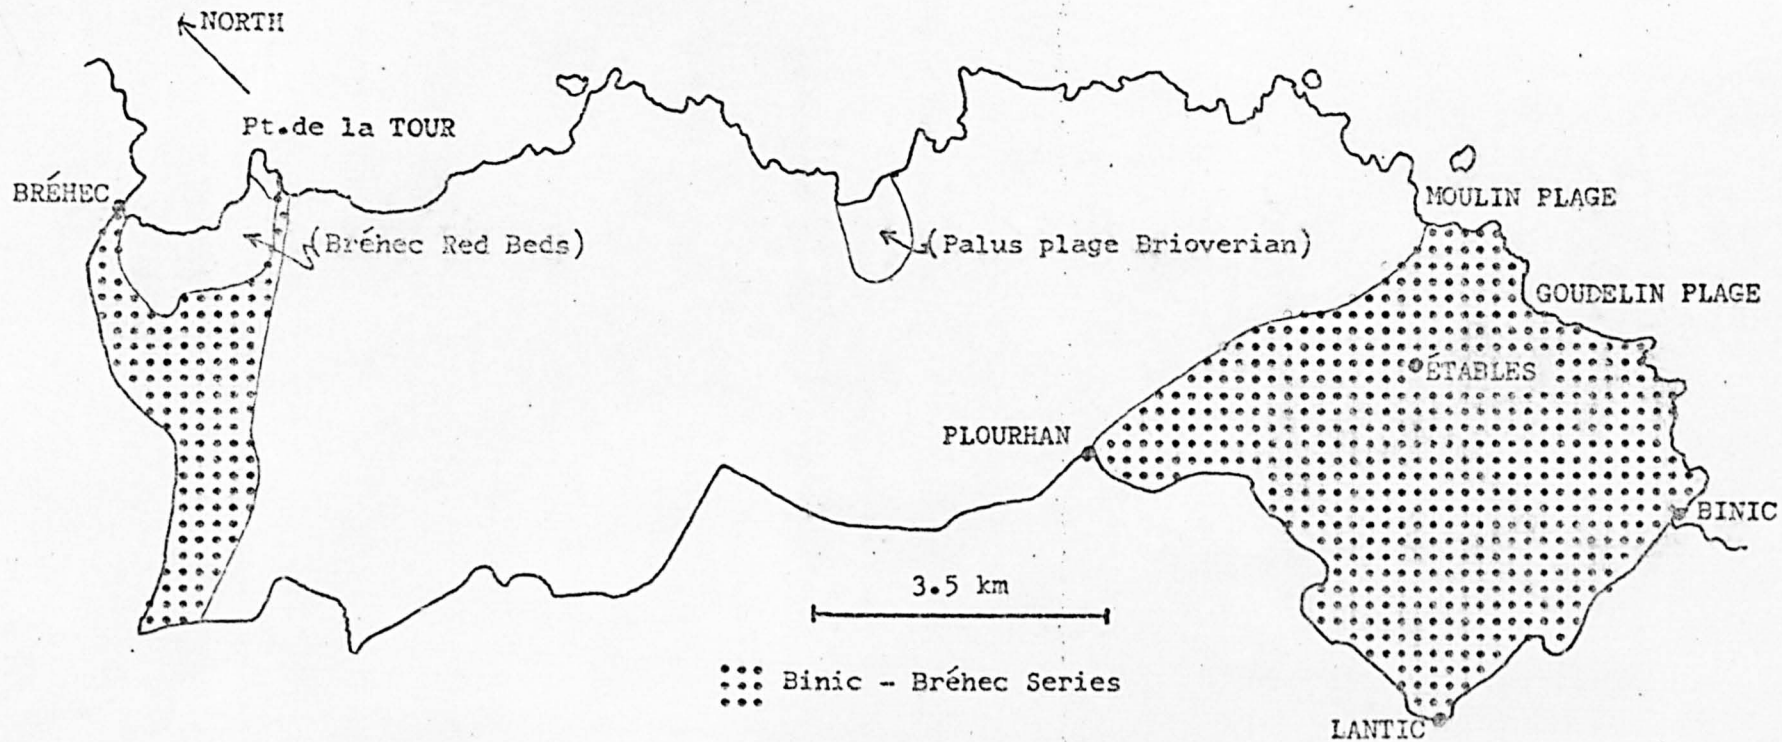 NORTH
Pt.de la TOUR
BRÉHEC
(Bréhec Red Beds)
(Palus plage Brioverian)
MOULIN PLAGE
GOUDELIN PLAGE
ÉTABLES
PLOURHAN
BINIC
3.5 km
Binic - Bréhec Series
LANTIC